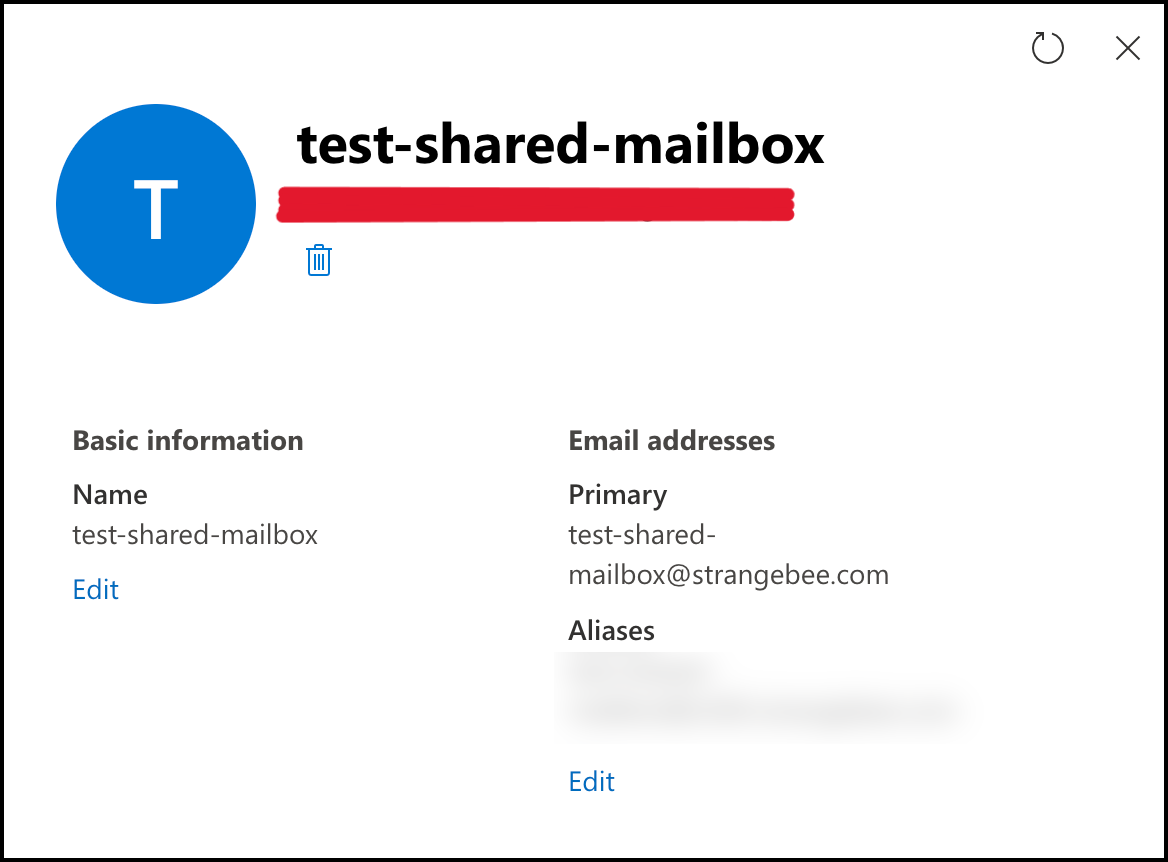 T
test-shared-mailbox
Basic information
Name
test-shared-mailbox
Edit
Email addresses
Primary
test-shared-
mailbox@strangebee.com
Aliases
Edit